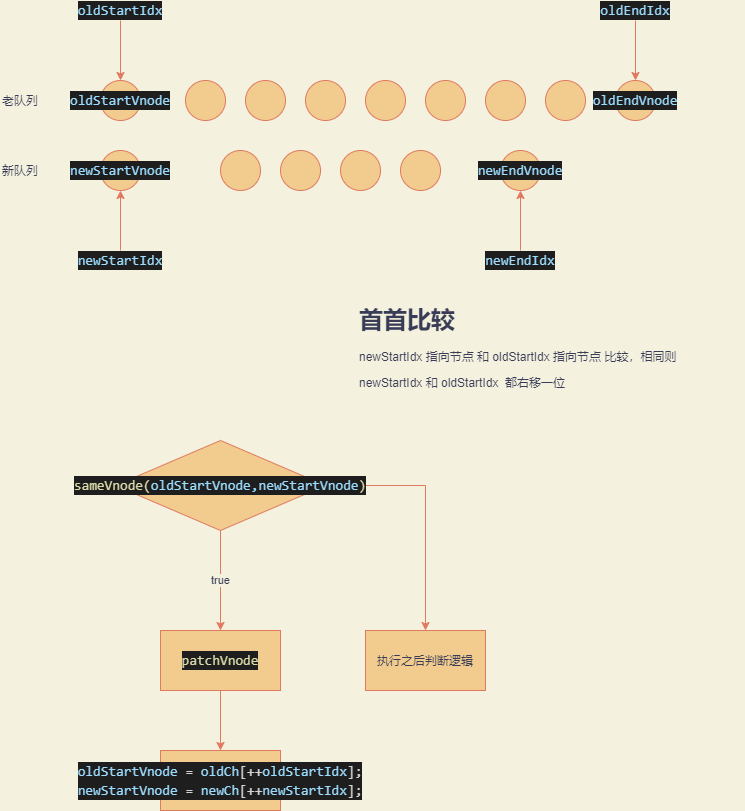 oldStartIdx
oldEndIdx
老队列
oldStartVnode
oldEndVnode
新队列
newStartVnode
newEndVnode
newStartIdx
newEndIdx
首首比较
newStartIdx 指向节点 和 oldStartIdx 指向节点 比较，相同则
newStartIdx 和 oldStartIdx 都右移一位
sameVnode(oldStartVnode,newStartVnode)
true
patchVnode
执行之后判断逻辑
oldStartVnode = oldCh[++oldStartIdx];
newStartVnode = newCh[++newStartIdx];